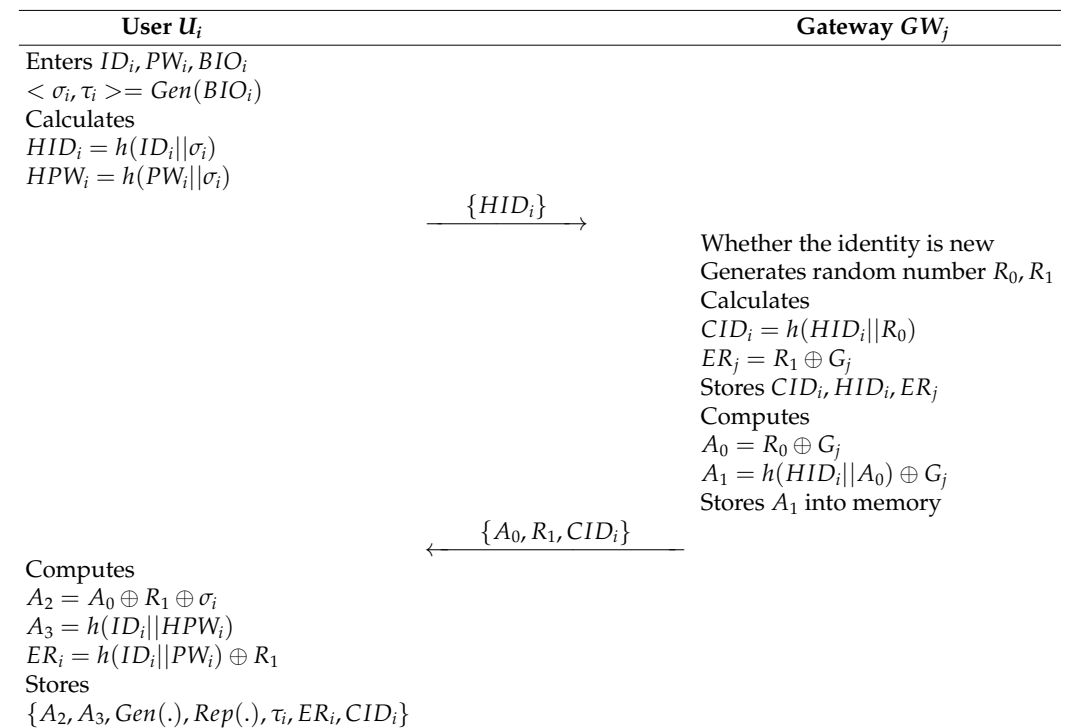 User U_i Gateway GW_j
Enters ID_i, PW_i, BIO_i
< σ_i, τ_i >= Gen(BIO_i)
Calculates
HID_i = h(ID_i||σ_i)
HPW_i = h(PW_i||σ_i)
{HID_i}
Whether the identity is new
Generates random number R_0, R_1
Calculates
CID_i = h(HID_i||R_0)
ER_j = R_1 ⊕ G_j
Stores CID_i, HID_i, ER_j
Computes
A_0 = R_0 ⊕ G_j
A_1 = h(HID_i||A_0) ⊕ G_j
Stores A_1 into memory
{A_0, R_1, CID_i}
Computes
A_2 = A_0 ⊕ R_1 ⊕ σ_i
A_3 = h(ID_i||HPW_i)
ER_i = h(ID_i||PW_i) ⊕ R_1
Stores
{A_2, A_3, Gen(.), Rep(.), τ_i, ER_i, CID_i}